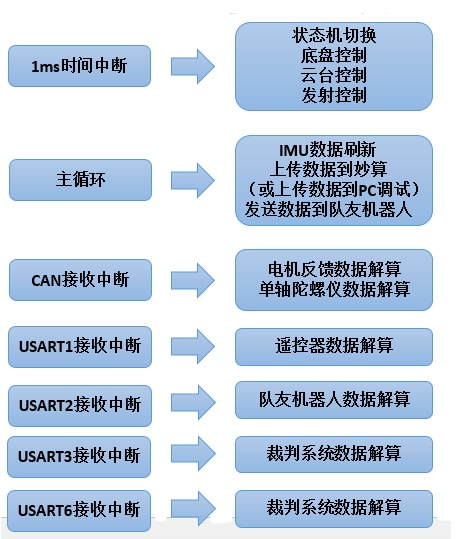 1ms时间中断
状态机切换
底盘控制
云台控制
发射控制
主循环
IMU数据刷新
上传数据到妙算
（或上传数据到PC调试）
发送数据到队友机器人
CAN接收中断
电机反馈数据解算
单轴陀螺仪数据解算
USART1接收中断
遥控器数据解算
USART2接收中断
队友机器人数据解算
USART3接收中断
裁判系统数据解算
USART6接收中断
裁判系统数据解算